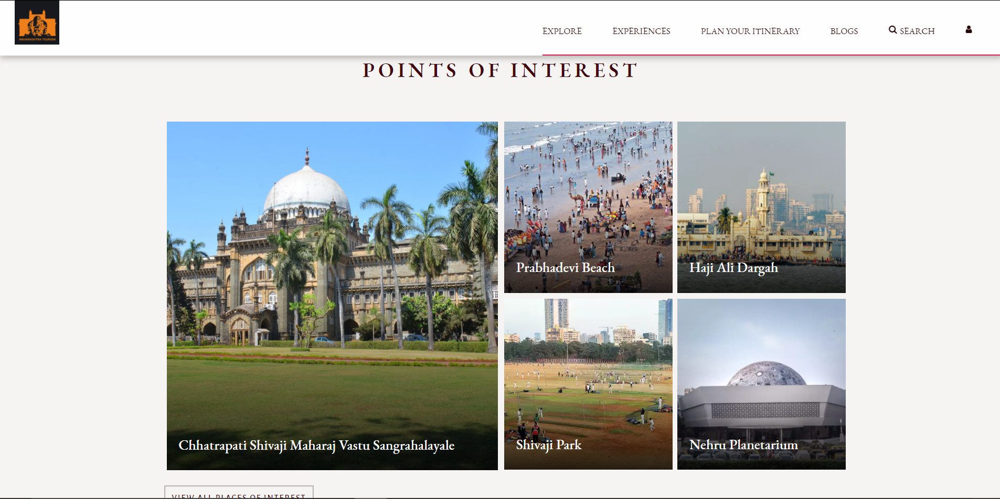 MAHARASHTRA TOURISM
EXPLORE
EXPERIENCES
PLAN YOUR ITINERARY
BLOGS
SEARCH
POINTS OF INTEREST
Chhatrapati Shivaji Maharaj Vastu Sangrahalayale
Prabhadevi Beach
Haji Ali Dargah
Shivaji Park
Nehru Planetarium
VIEW ALL PLACES OF INTEREST